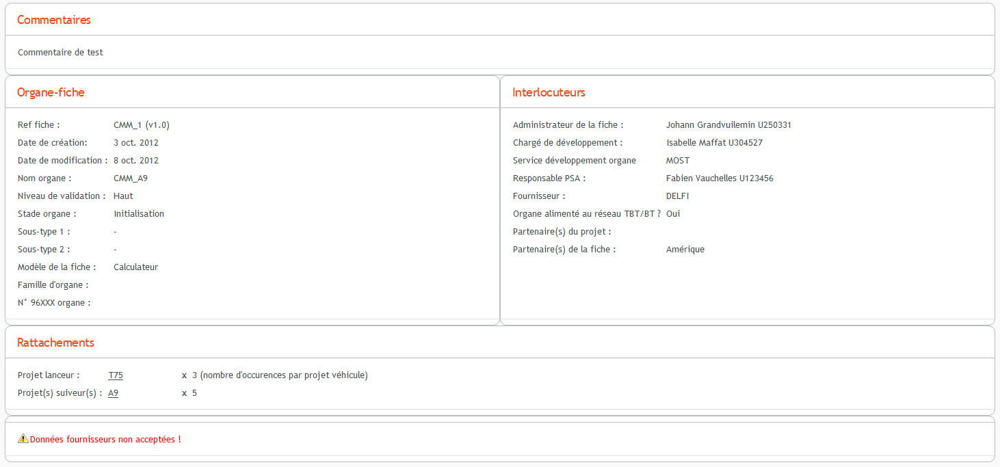 Commentaires
Commentaire de test
Organe-fiche
Ref fiche : CMM_1 (v1.0)
Date de création: 3 oct. 2012
Date de modification : 8 oct. 2012
Nom organe : CMM_A9
Niveau de validation : Haut
Stade organe : Initialisation
Sous-type 1 : -
Sous-type 2 : -
Modèle de la fiche : Calculateur
Famille d'organe :
N° 96XXX organe :
Interlocuteurs
Administrateur de la fiche : Johann Grandvuilemin U250331
Chargé de développement : Isabelle Maffat U304527
Service développement organe MOST
Responsable PSA : Fabien Vauchelles U123456
Fournisseur : DELFI
Organe alimenté au réseau TBT/BT ? Oui
Partenaire(s) du projet :
Partenaire(s) de la fiche : Amérique
Rattachements
Projet lanceur : T75 x 3 (nombre d'occurences par projet véhicule)
Projet(s) suiveur(s) : A9 x 5
Données fournisseurs non acceptées !